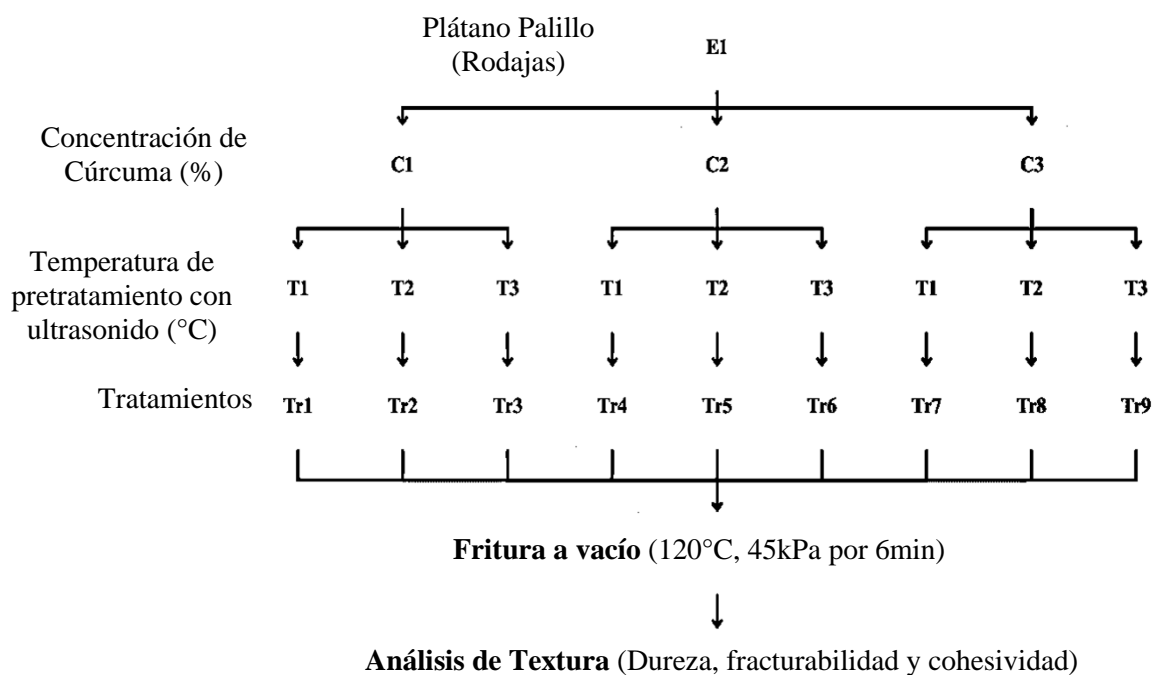 Plátano Palillo
(Rodajas)
E1
Concentración de
Cúrcuma (%)
C1 C2 C3
Temperatura de
pretratamiento con
ultrasonido (°C)
T1 T2 T3 T1 T2 T3 T1 T2 T3
Tratamientos
Tr1 Tr2 Tr3 Tr4 Tr5 Tr6 Tr7 Tr8 Tr9
Fritura a vacío (120°C, 45kPa por 6min)
Análisis de Textura (Dureza, fracturabilidad y cohesividad)